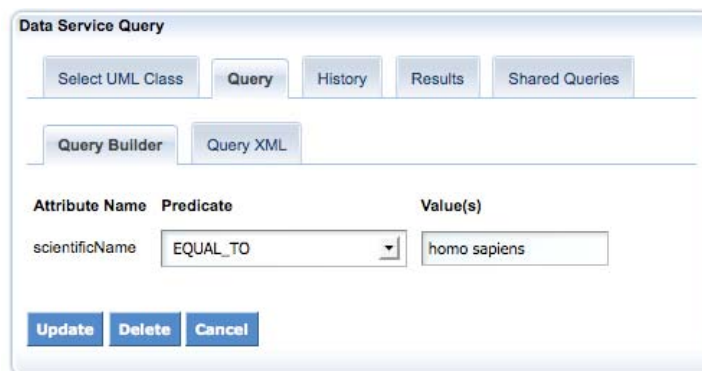 Data Service Query
Select UML Class Query History Results Shared Queries
Query Builder Query XML
Attribute Name Predicate Value(s)
scientificName EQUAL_TO homo sapiens
Update Delete Cancel